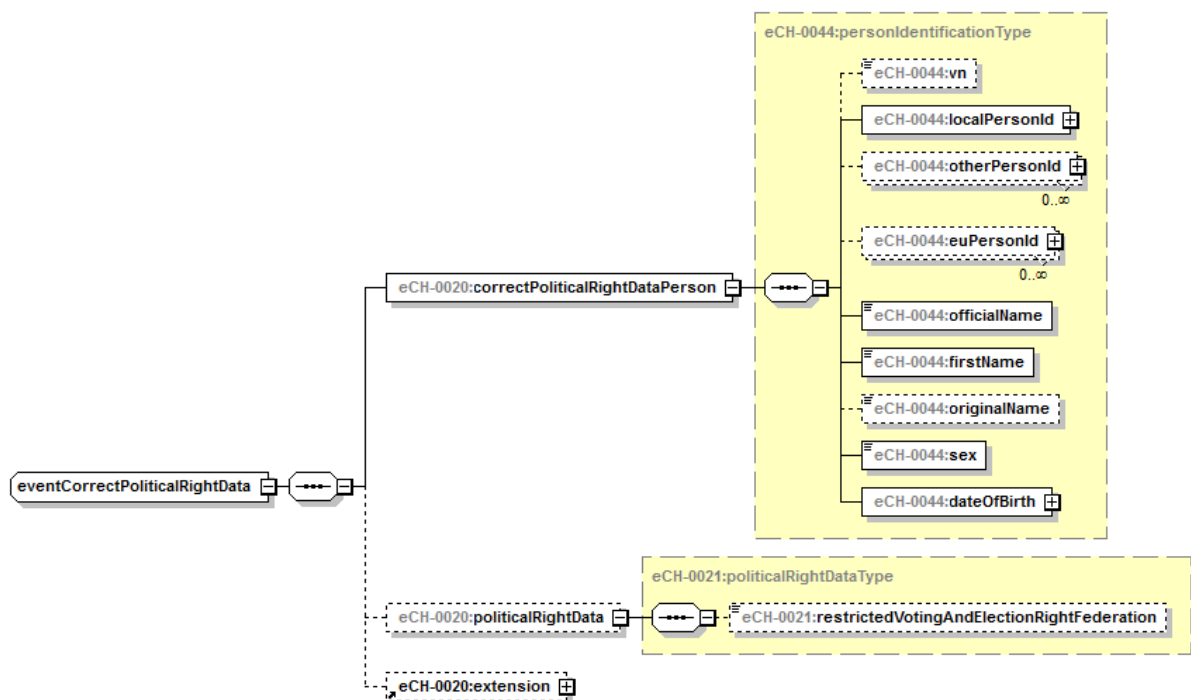 eCH-0044:personIdentificationType
eCH-0044:vn
eCH-0044:localPersonId
eCH-0044:otherPersonId
0..∞
eCH-0044:euPersonId
0..∞
eCH-0020:correctPoliticalRightDataPerson
eCH-0044:officialName
eCH-0044:firstName
eCH-0044:originalName
eCH-0044:sex
eventCorrectPoliticalRightData
eCH-0044:dateOfBirth
eCH-0021:politicalRightDataType
eCH-0020:politicalRightData
eCH-0021:restrictedVotingAndElectionRightFederation
eCH-0020:extension